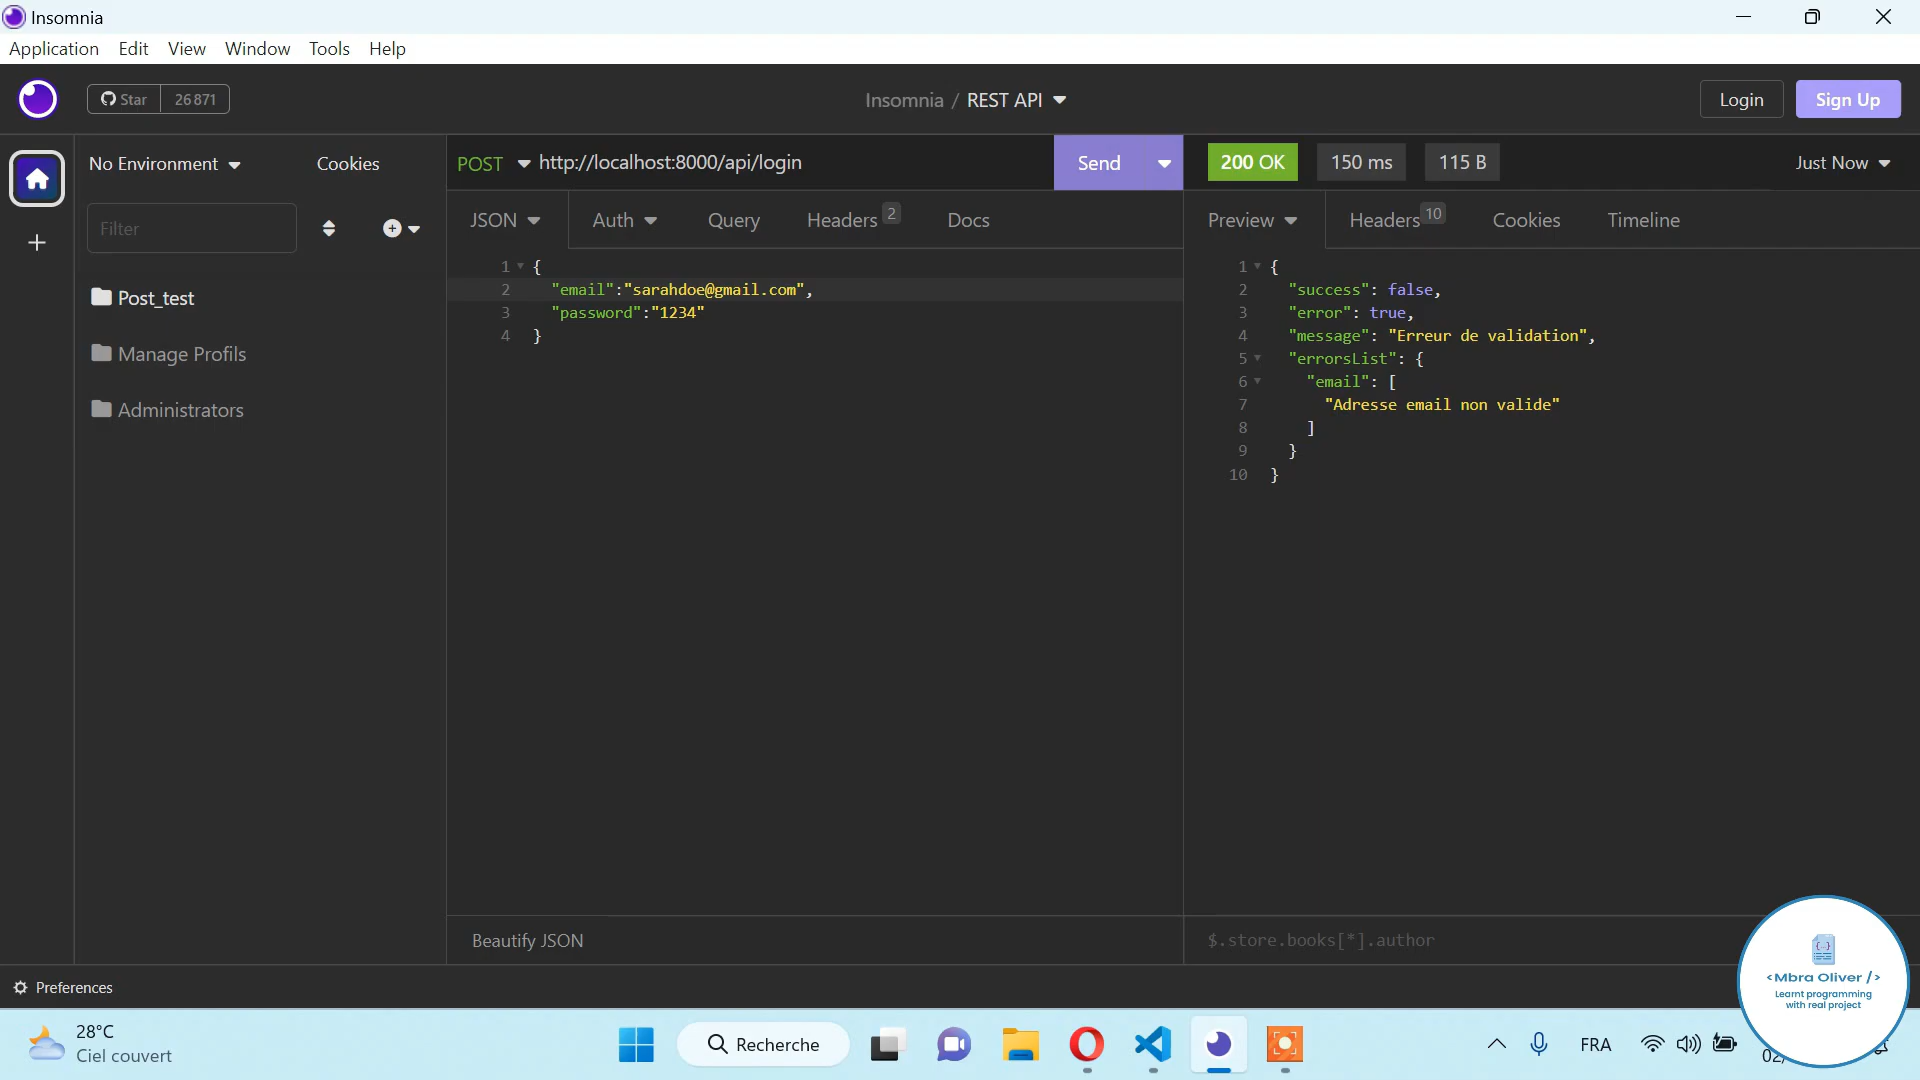 Insomnia
Application Edit View Window Tools Help
Star 26 871
Insomnia / REST API
Login
Sign Up
No Environment
Cookies
POST http://localhost:8000/api/login
Send
200 OK
150 ms
115 B
Just Now
Filter
JSON Auth Query Headers 2 Docs
Preview Headers 10 Cookies Timeline
Post_test
Manage Profils
Administrators
1 {
2 "email":"sarahdoe@gmail.com",
3 "password":"1234"
4 }
1 {
2 "success": false,
3 "error": true,
4 "message": "Erreur de validation",
5 "errorsList": {
6 "email": [
7 "Adresse email non valide"
8 ]
9 }
10 }
Beautify JSON
$.store.books[*].author
Preferences
{..}
<Mbra Oliver />
Learnt programming
with real project
28°C
Ciel couvert
Recherche
FRA